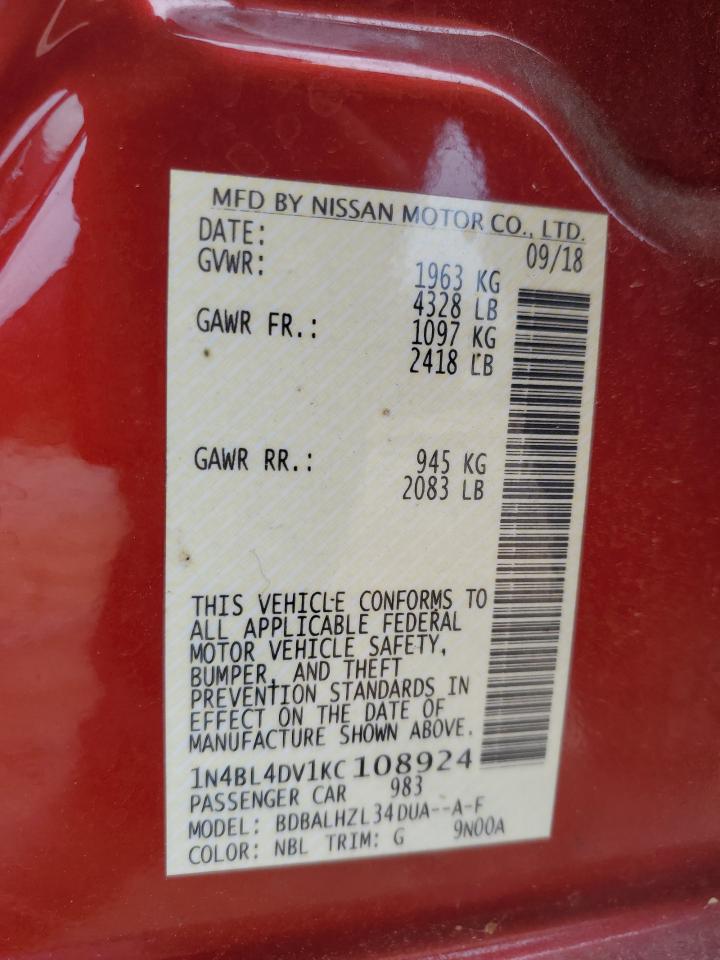 MFD BY NISSAN MOTOR CO., LTD.
DATE: 09/18
GVWR: 1963 KG
4328 LB
GAWR FR.: 1097 KG
2418 LB
GAWR RR.: 945 KG
2083 LB
THIS VEHICLE CONFORMS TO
ALL APPLICABLE FEDERAL
MOTOR VEHICLE SAFETY,
BUMPER, AND THEFT
PREVENTION STANDARDS IN
EFFECT ON THE DATE OF
MANUFACTURE SHOWN ABOVE.
1N4BL4DV1KC108924
PASSENGER CAR 983
MODEL: BDBALHZL34DUA--A-F
COLOR: NBL TRIM: G 9N00A